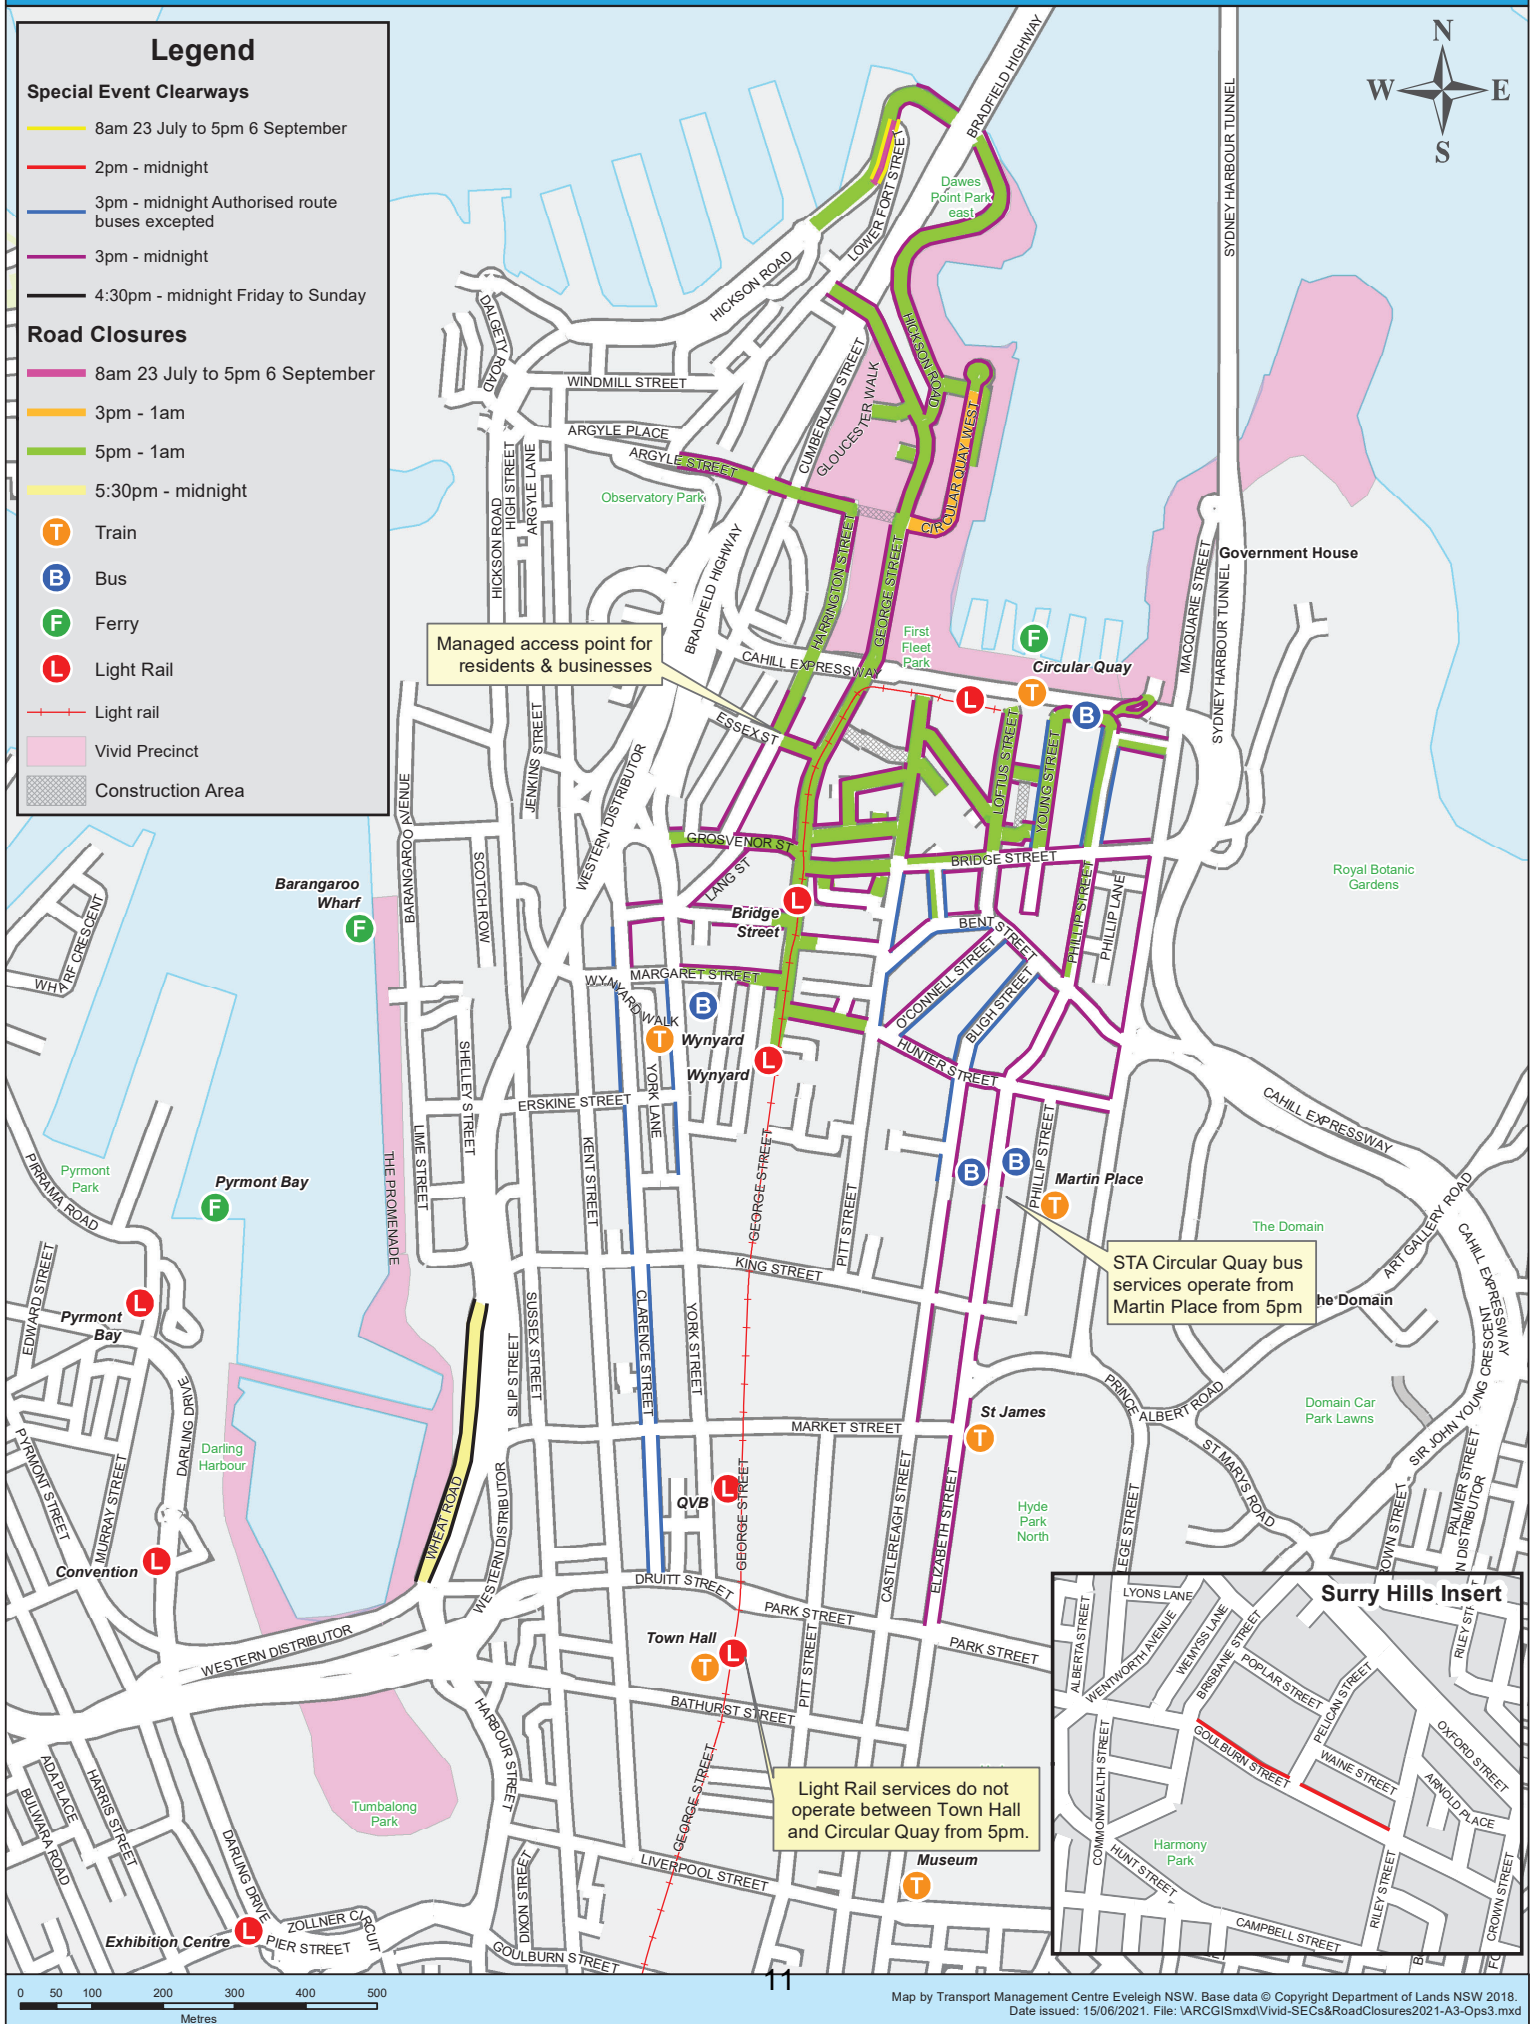 Legend
Special Event Clearways
8am 23 July to 5pm 6 September
2pm - midnight
3pm - midnight Authorised route
buses excepted
3pm - midnight
4:30pm - midnight Friday to Sunday
Road Closures
8am 23 July to 5pm 6 September
3pm - 1am
5pm - 1am
5:30pm - midnight
T Train
B Bus
F Ferry
L Light Rail
Light rail
Vivid Precinct
Construction Area
N
W E
S
BRADFIELD HIGHWAY
SYDNEY HARBOUR TUNNEL
Dawes
Point Park
east
LOWER FORT STREET
HICKSON ROAD
DALGETY ROAD
WINDMILL STREET
ARGYLE PLACE
ARGYLE STREET
HICKSON ROAD
HIGH STREET
ARGYLE LANE
Observatory Park
CUMBERLAND STREET
GLOUCESTER WALK
HICKSON ROAD
CIRCULAR QUAY WEST
HARRINGTON STREET
GEORGE STREET
BRADFIELD HIGHWAY
Government House
MACQUARIE STREET
SYDNEY HARBOUR TUNNEL
First
Fleet
Park
F
Circular Quay
T
L
B
CAHILL EXPRESSWAY
Managed access point for
residents & businesses
ESSEX ST
JENKINS STREET
WESTERN DISTRIBUTOR
BARANGAROO AVENUE
LOFTUS STREET
YOUNG STREET
GROSVENOR ST
LANG ST
BRIDGE STREET
SCOTCH ROW
Barangaroo
Wharf
F
WHARF CRESCENT
Bridge
Street
L
BENT STREET
PHILLIP STREET
PHILLIP LANE
Royal Botanic
Gardens
MARGARET STREET
WYNYARD WALK
B
T
Wynyard
Wynyard
L
O'CONNELL STREET
BLIGH STREET
HUNTER STREET
SHELLEY STREET
ERSKINE STREET
YORK LANE
LIME STREET
KENT STREET
THE PROMENADE
GEORGE STREET
PITT STREET
PHILLIP STREET
B
B
Martin Place
T
CAHILL EXPRESSWAY
Pyrmont
Park
PIRRAMA ROAD
Pyrmont Bay
F
The Domain
ART GALLERY ROAD
CAHILL EXPRESSWAY
STA Circular Quay bus
services operate from
Martin Place from 5pm
he Domain
KING STREET
EDWARD STREET
Pyrmont
Bay
L
SUSSEX STREET
SLIP STREET
CLARENCE STREET
YORK STREET
DARLING DRIVE
Darling
Harbour
MARKET STREET
St James
T
PRINCE
ALBERT ROAD
ST MARYS ROAD
Domain Car
Park Lawns
SIR JOHN YOUNG CRESCENT
PYRMONT STREET
MURRAY STREET
WHEAT ROAD
WESTERN DISTRIBUTOR
QVB
L
GEORGE STREET
CASTLEREAGH STREET
ELIZABETH STREET
Hyde
Park
North
LEGE STREET
PALMER STREET
N DISTRIBUTOR
ROWN STREET
Convention
L
DRUITT STREET
PARK STREET
PARK STREET
WESTERN DISTRIBUTOR
Town Hall
T
L
PITT STREET
BATHURST STREET
HARBOUR STREET
Tumbalong
Park
ADA PLACE
BULWARA ROAD
HARRIS STREET
DARLING DRIVE
GEORGE STREET
Light Rail services do not
operate between Town Hall
and Circular Quay from 5pm.
LIVERPOOL STREET
Museum
T
DIXON STREET
Exhibition Centre
L
ZOLLNER CIRCUIT
PIER STREET
GOULBURN STREET
Surry Hills Insert
LYONS LANE
ALBERTA STREET
WENTWORTH AVENUE
WEMYSS LANE
BRISBANE STREET
POPLAR STREET
PELICAN STREET
RILEY STR
GOULBURN STREET
WAINE STREET
OXFORD STREET
ARNOLD PLACE
COMMONWEALTH STREET
HUNT STREET
Harmony
Park
RILEY STREET
CAMPBELL STREET
CROWN STREET
B
FO
11
0 50 100 200 300 400 500
Metres
Map by Transport Management Centre Eveleigh NSW. Base data © Copyright Department of Lands NSW 2018.
Date issued: 15/06/2021. File: \ARCGISmxd\Vivid-SECs&RoadClosures2021-A3-Ops3.mxd